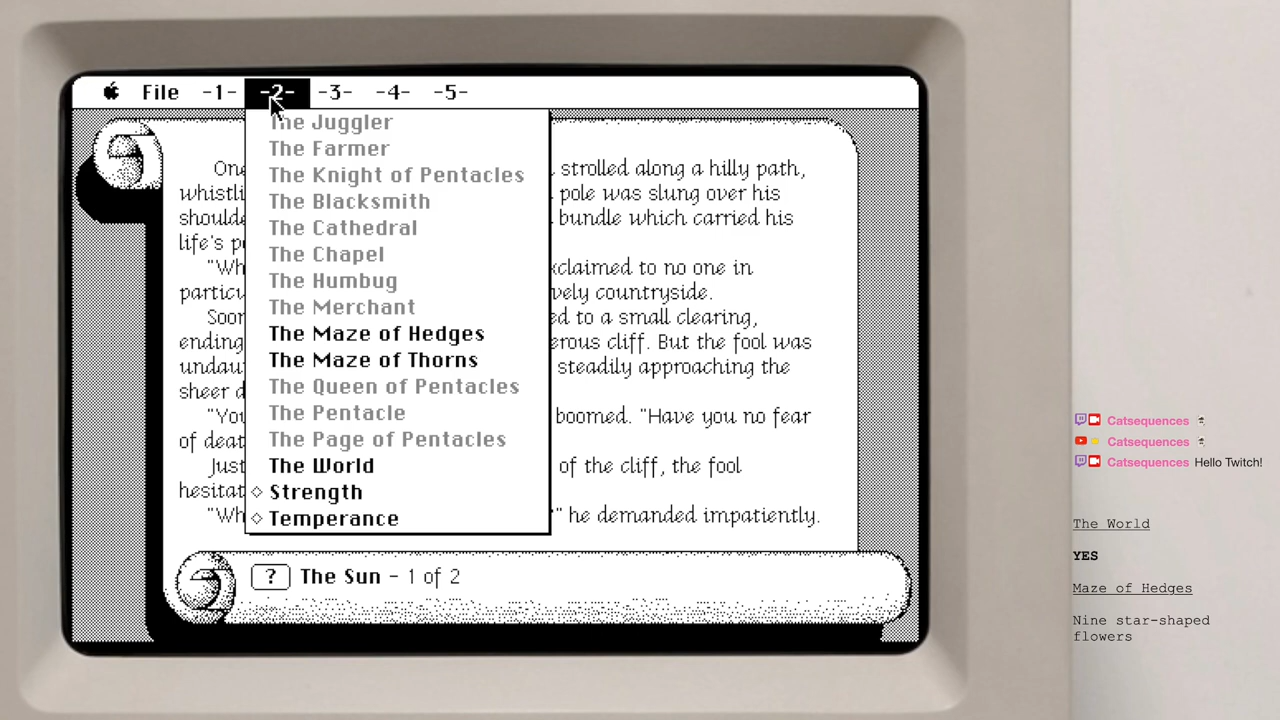 File -1- -2- -3- -4- -5-
The Juggler
The Farmer
The Knight of Pentacles
The Blacksmith
The Cathedral
The Chapel
The Humbug
The Merchant
The Maze of Hedges
The Maze of Thorns
The Queen of Pentacles
The Pentacle
The Page of Pentacles
The World
◇ Strength
◇ Temperance
strolled along a hilly path,
pole was slung over his
bundle which carried his
life's
"Wh xclaimed to no one in
particu vely countryside.
Soon ed to a small clearing,
ending erous cliff. But the fool was
undau steadily approaching the
sheer d
"You boomed. "Have you no fear
of deat
Just of the cliff, the fool
hesitat
"Wh " he demanded impatiently.
? The Sun - 1 of 2
Catsequences
Catsequences
Catsequences Hello Twitch!
The World
YES
Maze of Hedges
Nine star-shaped
flowers